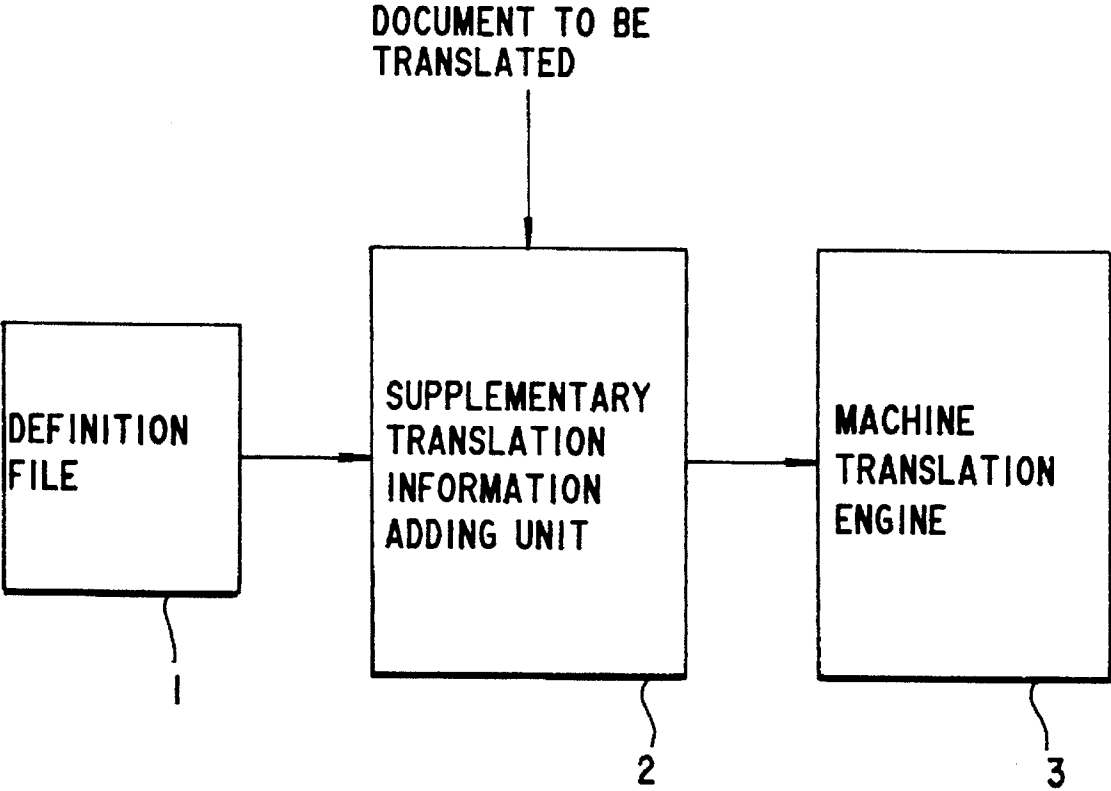 DOCUMENT TO BE
TRANSLATED
DEFINITION
FILE
SUPPLEMENTARY
TRANSLATION
INFORMATION
ADDING UNIT
MACHINE
TRANSLATION
ENGINE
1
2
3